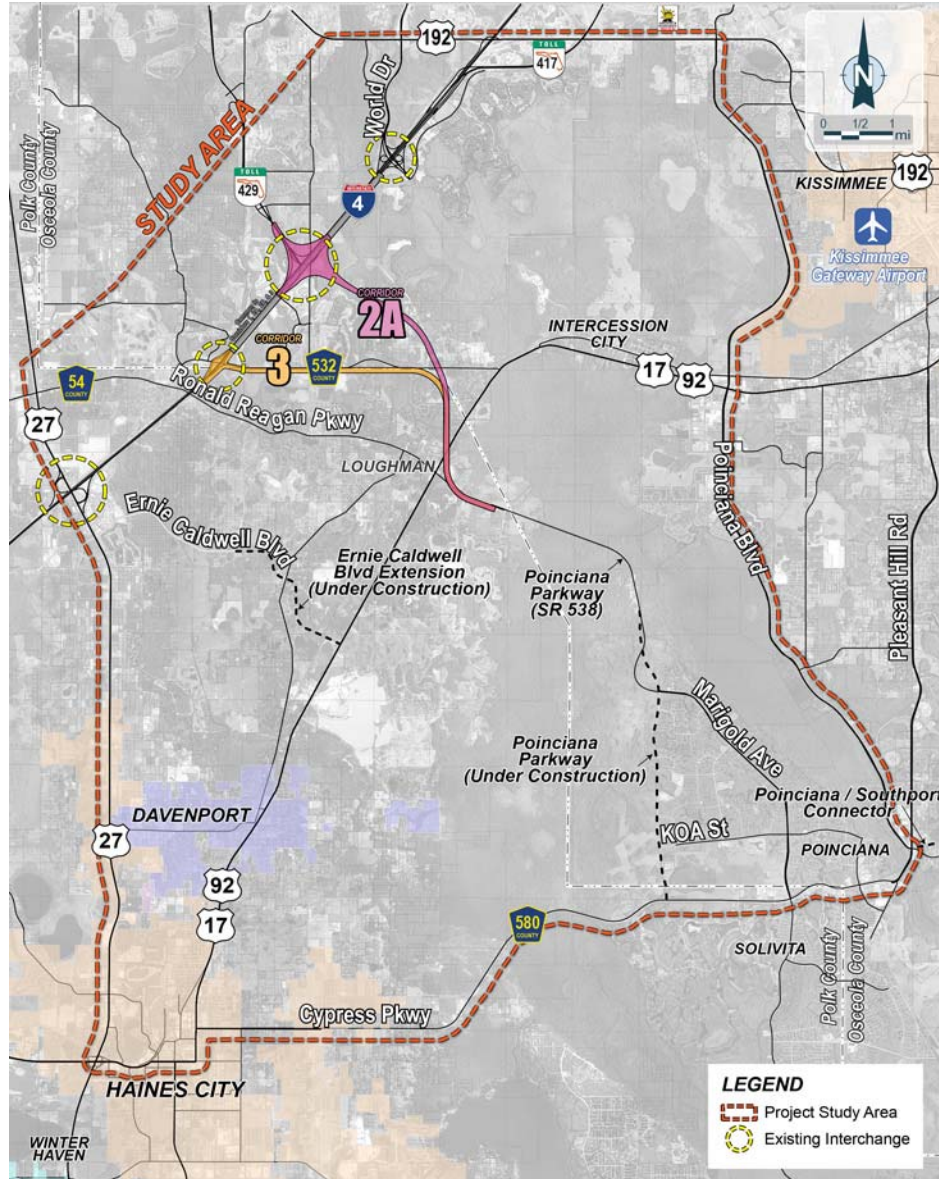 192
TOLL
417
World Dr
N
0 1/2 1
mi
Polk County
Osceola County
STUDY AREA
TOLL
429
INTERSTATE
4
KISSIMMEE
192
Kissimmee
Gateway Airport
CORRIDOR
2A
CORRIDOR
3
532
COUNTY
INTERCESSION
CITY
17
92
54
COUNTY
27
Ronald Reagan Pkwy
LOUGHMAN
Ernie Caldwell Blvd
Ernie Caldwell
Blvd Extension
(Under Construction)
Poinciana
Parkway
(SR 538)
Poinciana Blvd
Pleasant Hill Rd
Marigold Ave
Poinciana
Parkway
(Under Construction)
Poinciana / Southport
Connector
KOA St
POINCIANA
DAVENPORT
27
92
17
580
COUNTY
SOLIVITA
Polk County
Osceola County
Cypress Pkwy
HAINES CITY
WINTER
HAVEN
LEGEND
Project Study Area
Existing Interchange